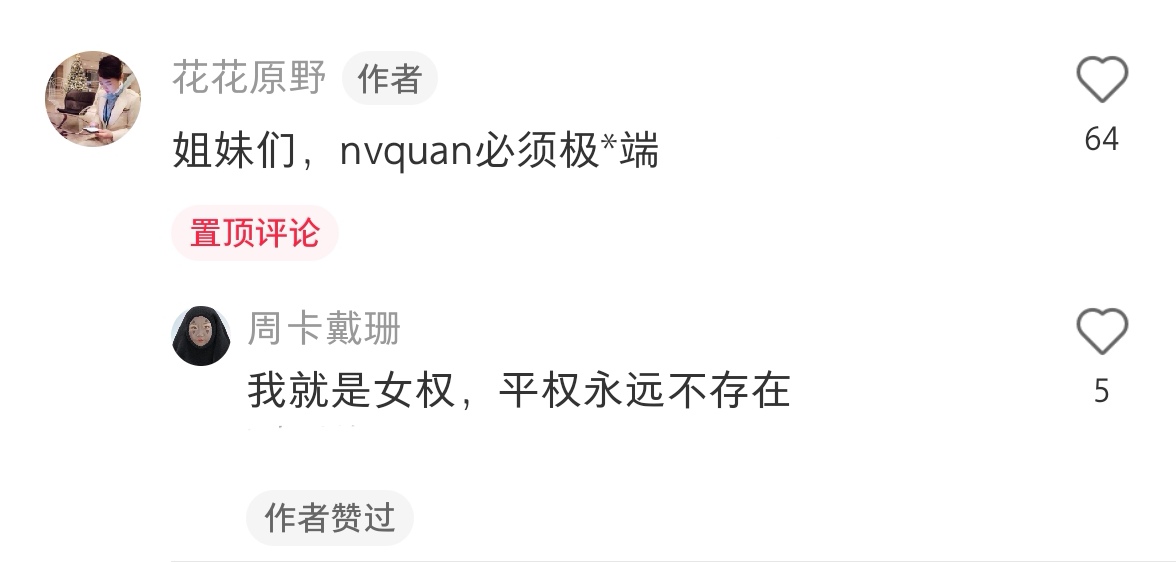 花花原野 作者
64
姐妹们，nvquan必须极*端
置顶评论
周卡戴珊
我就是女权，平权永远不存在
5
作者赞过